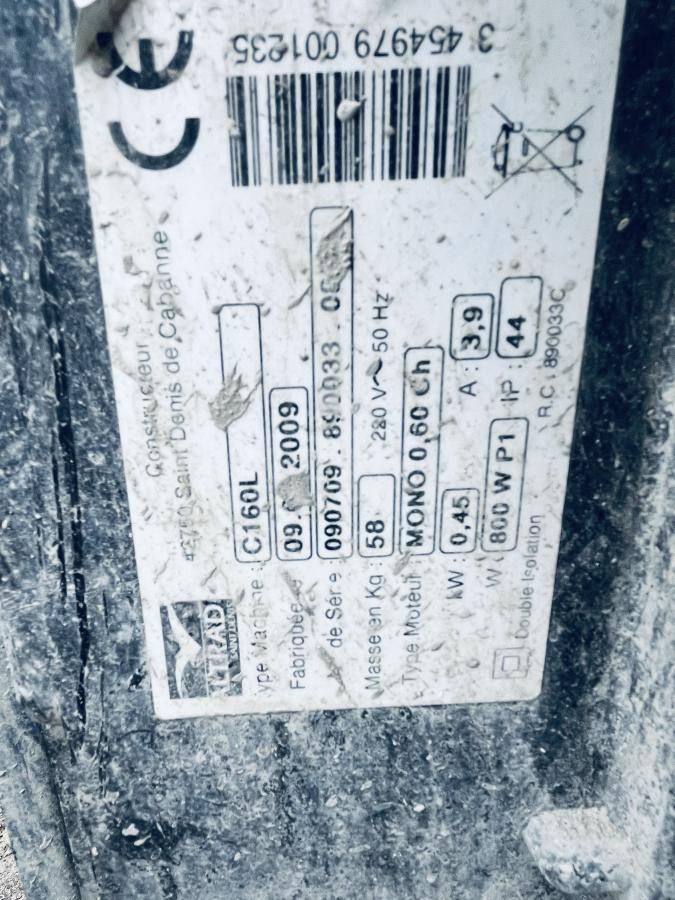 CE
3 454979 001235
Constructeur :
42750 Saint Denis de Cabanne
ALTRAD
Type Machine : C160L
Fabriquée 09. 2009
de Série : 090709 . 890033 .
Masse en Kg : 58 230 V ~ 50 Hz
Type Moteur MONO 0,60 Ch
kW : 0,45 A : 3,9
W : 800 W P1 IP : 44
Double Isolation R.C : 890033C